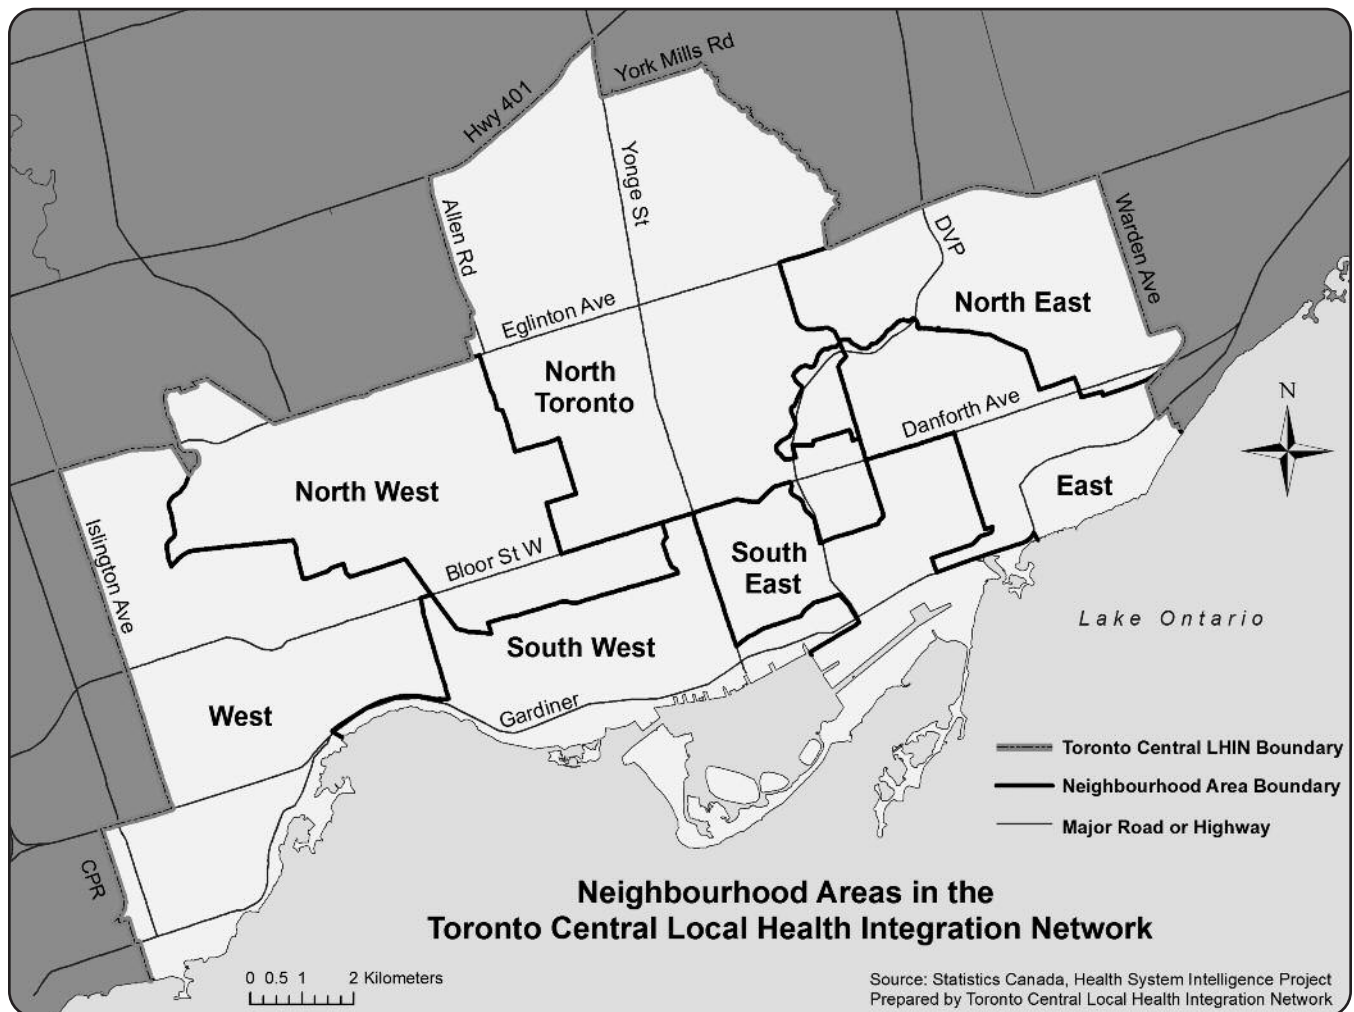 York Mills Rd
Hwy 401
Yonge St
Allen Rd
Warden Ave
DVP
Eglinton Ave
North East
North
Toronto
Danforth Ave
N
North West
East
Islington Ave
Bloor St W
South
East
Lake Ontario
South West
West
Gardiner
Toronto Central LHIN Boundary
Neighbourhood Area Boundary
Major Road or Highway
CPR
Neighbourhood Areas in the
Toronto Central Local Health Integration Network
0 0.5 1 2 Kilometers
Source: Statistics Canada, Health System Intelligence Project
Prepared by Toronto Central Local Health Integration Network